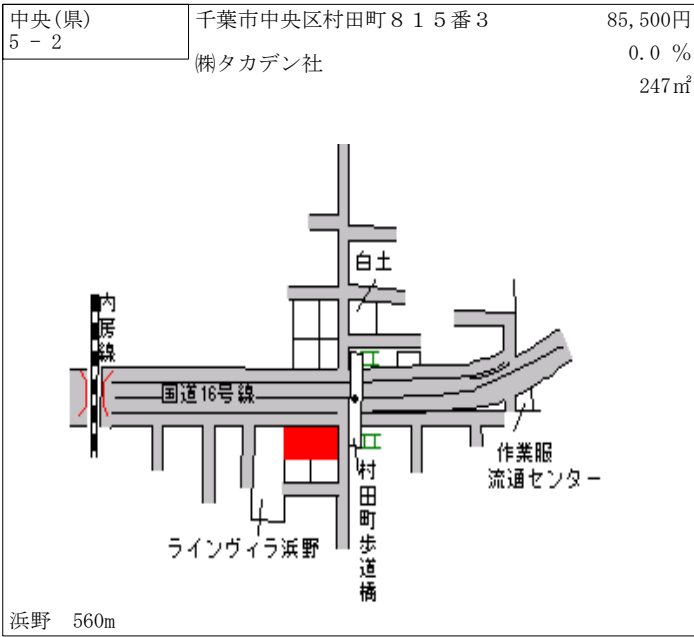 中央(県)
5 - 2
千葉市中央区村田町８１５番３
㈱タカデン社
85,500円
0.0 %
247㎡
白土
内房線
国道16号線
作業服
流通センター
村田町歩道橋
ラインヴィラ浜野
浜野 560m